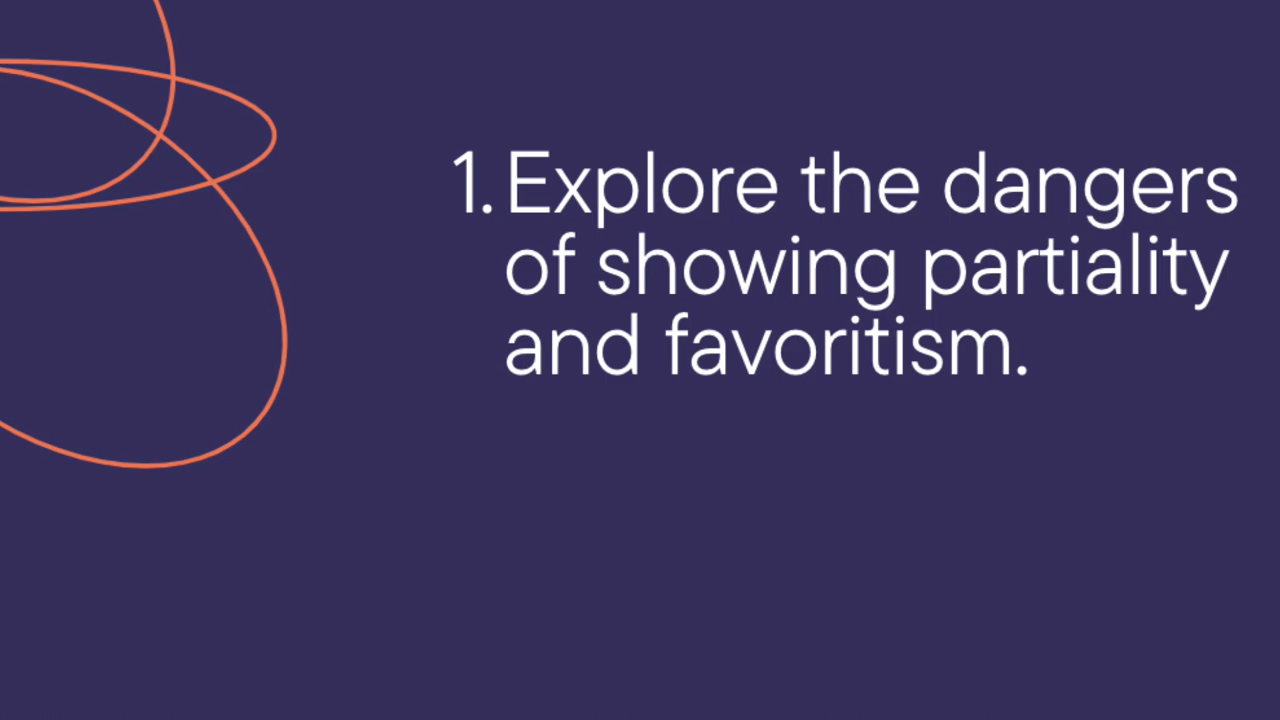 1. Explore the dangers
of showing partiality
and favoritism.